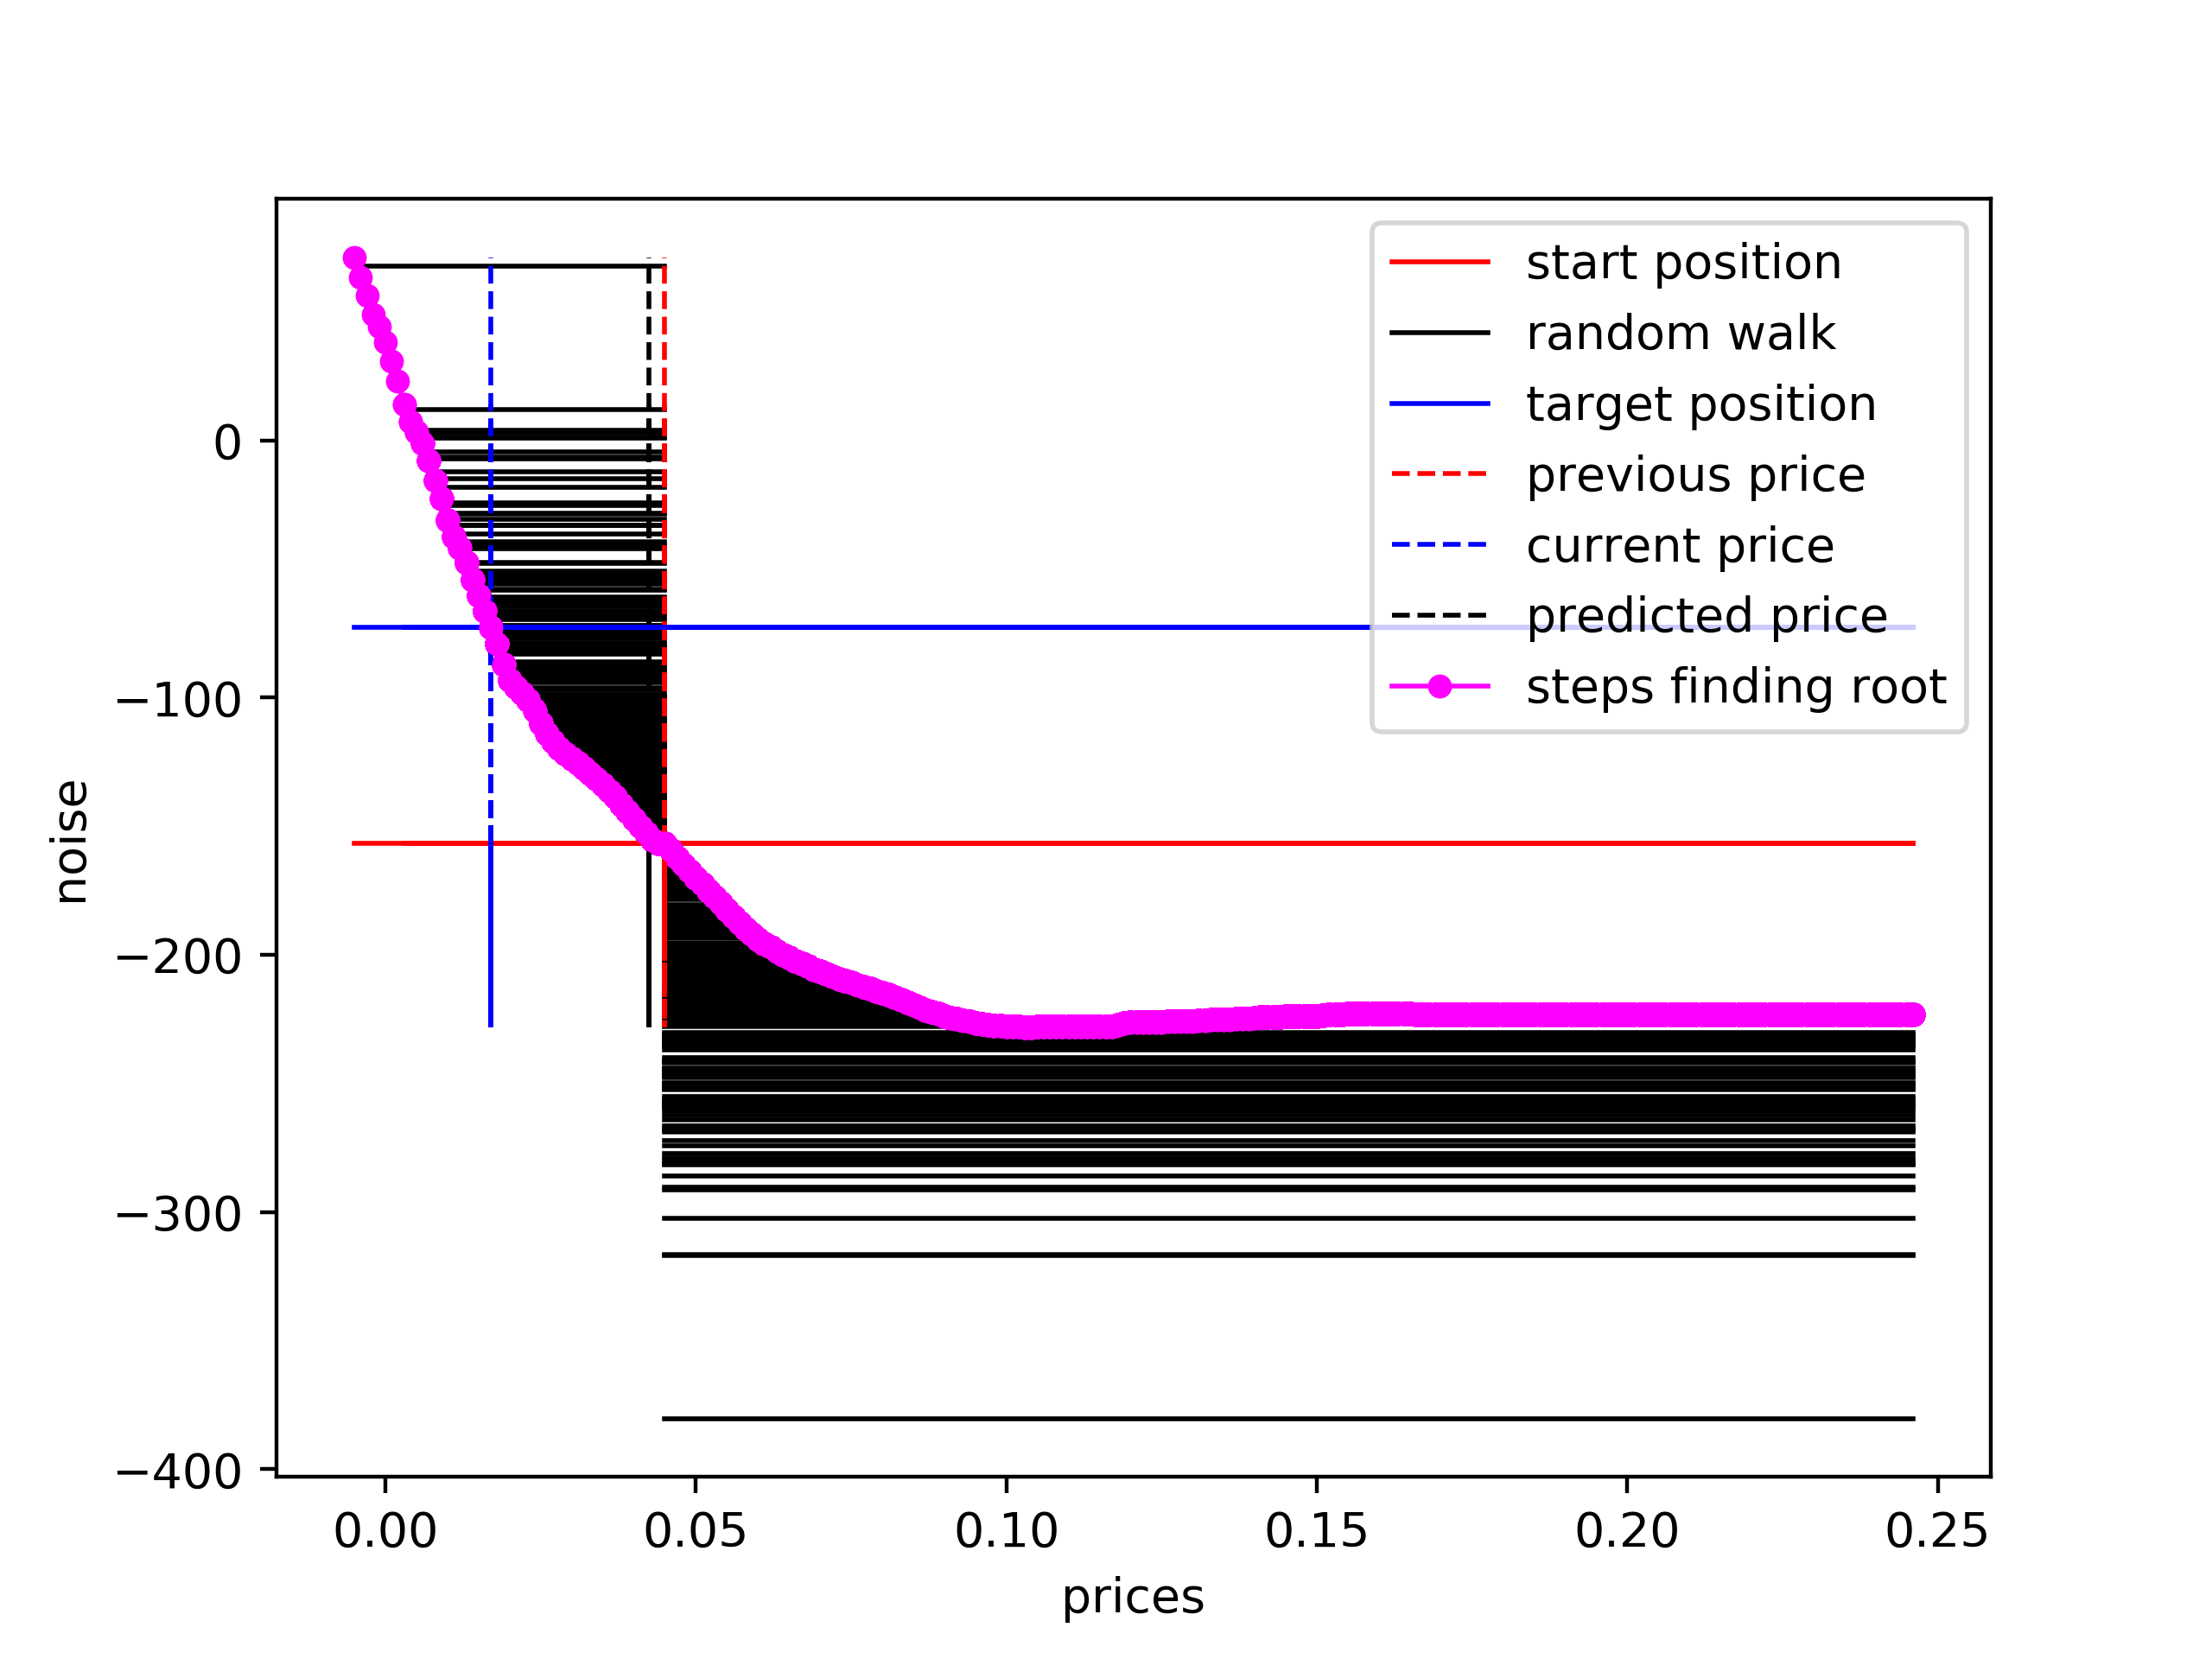 start position
random walk
target position
previous price
current price
predicted price
steps finding root
0
−100
−200
−300
−400
noise
0.00 0.05 0.10 0.15 0.20 0.25
prices